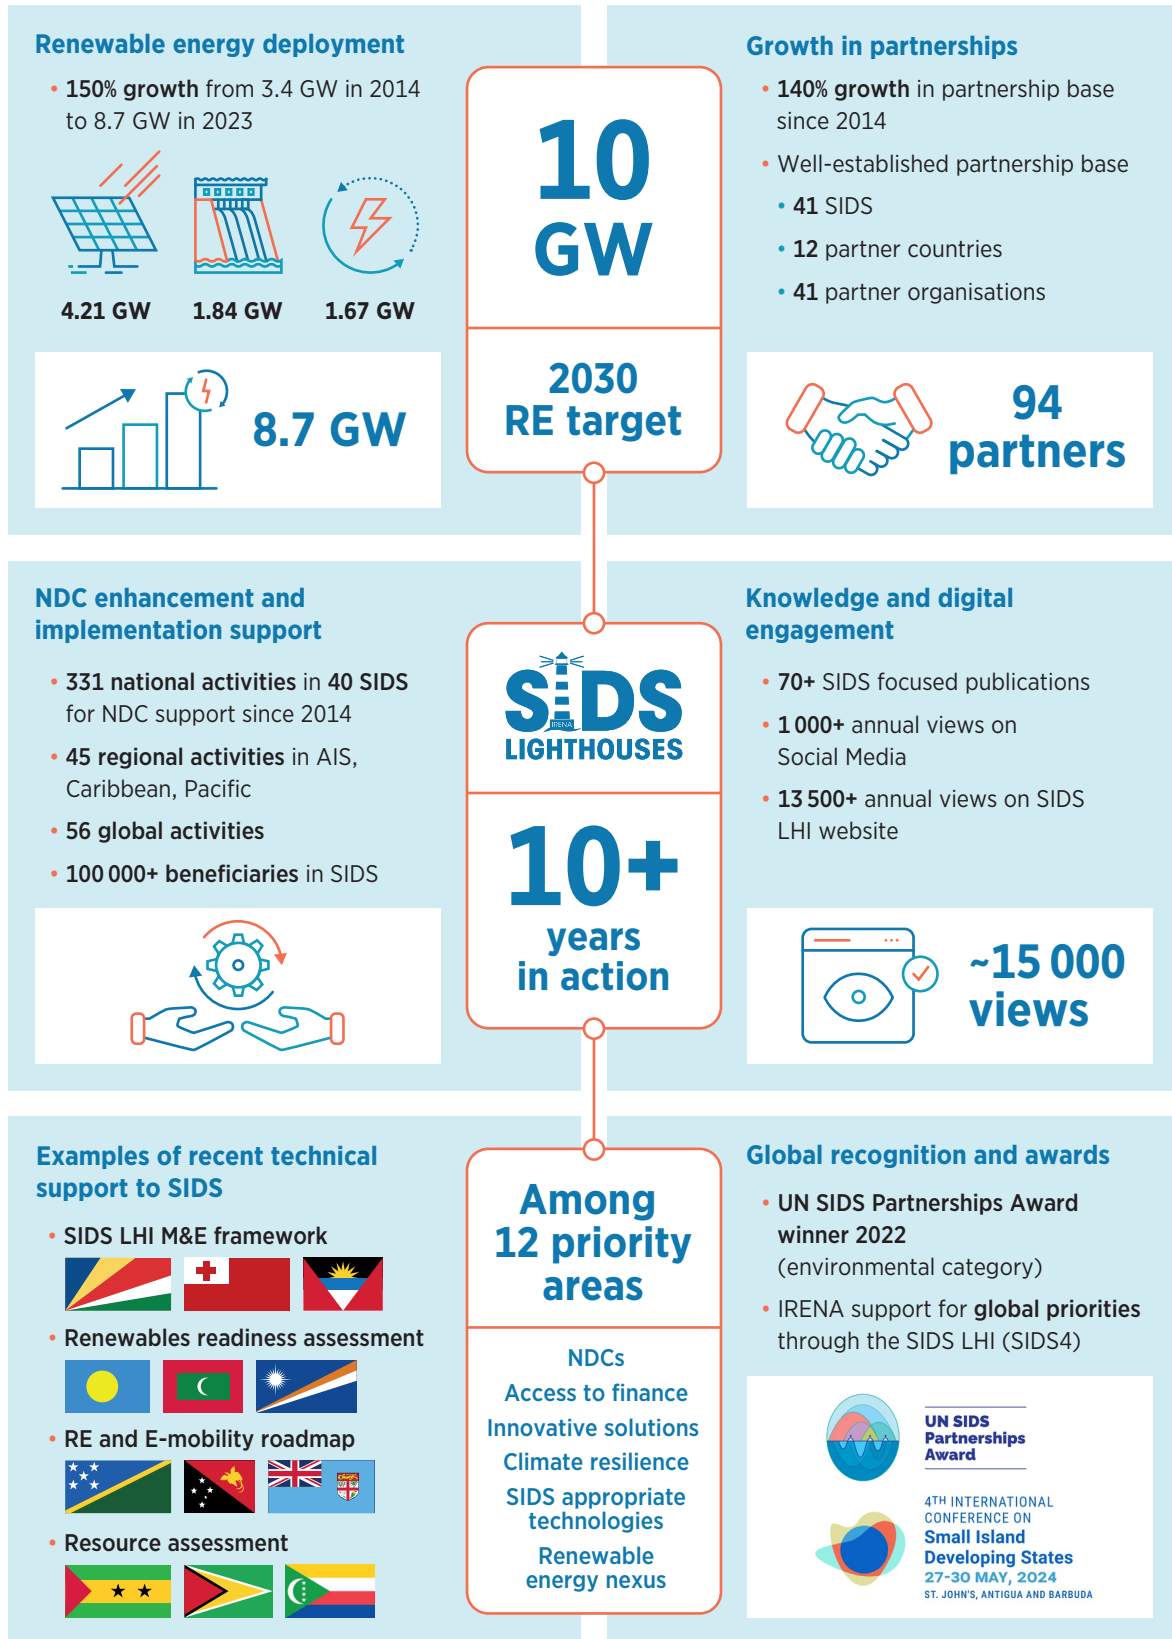 Renewable energy deployment
• 150% growth from 3.4 GW in 2014
to 8.7 GW in 2023
4.21 GW
1.84 GW
1.67 GW
8.7 GW
10
GW
2030
RE target
Growth in partnerships
• 140% growth in partnership base
since 2014
• Well-established partnership base
• 41 SIDS
• 12 partner countries
• 41 partner organisations
94
partners
NDC enhancement and
implementation support
• 331 national activities in 40 SIDS
for NDC support since 2014
• 45 regional activities in AIS,
Caribbean, Pacific
• 56 global activities
• 100 000+ beneficiaries in SIDS
SIDS
IRENA
LIGHTHOUSES
10+
years
in action
Knowledge and digital
engagement
• 70+ SIDS focused publications
• 1 000+ annual views on
Social Media
• 13 500+ annual views on SIDS
LHI website
~15 000
views
Examples of recent technical
support to SIDS
• SIDS LHI M&E framework
• Renewables readiness assessment
• RE and E-mobility roadmap
• Resource assessment
Among
12 priority
areas
NDCs
Access to finance
Innovative solutions
Climate resilience
SIDS appropriate
technologies
Renewable
energy nexus
Global recognition and awards
• UN SIDS Partnerships Award
winner 2022
(environmental category)
• IRENA support for global priorities
through the SIDS LHI (SIDS4)
UN SIDS
Partnerships
Award
4TH INTERNATIONAL
CONFERENCE ON
Small Island
Developing States
27-30 MAY, 2024
ST. JOHN'S, ANTIGUA AND BARBUDA